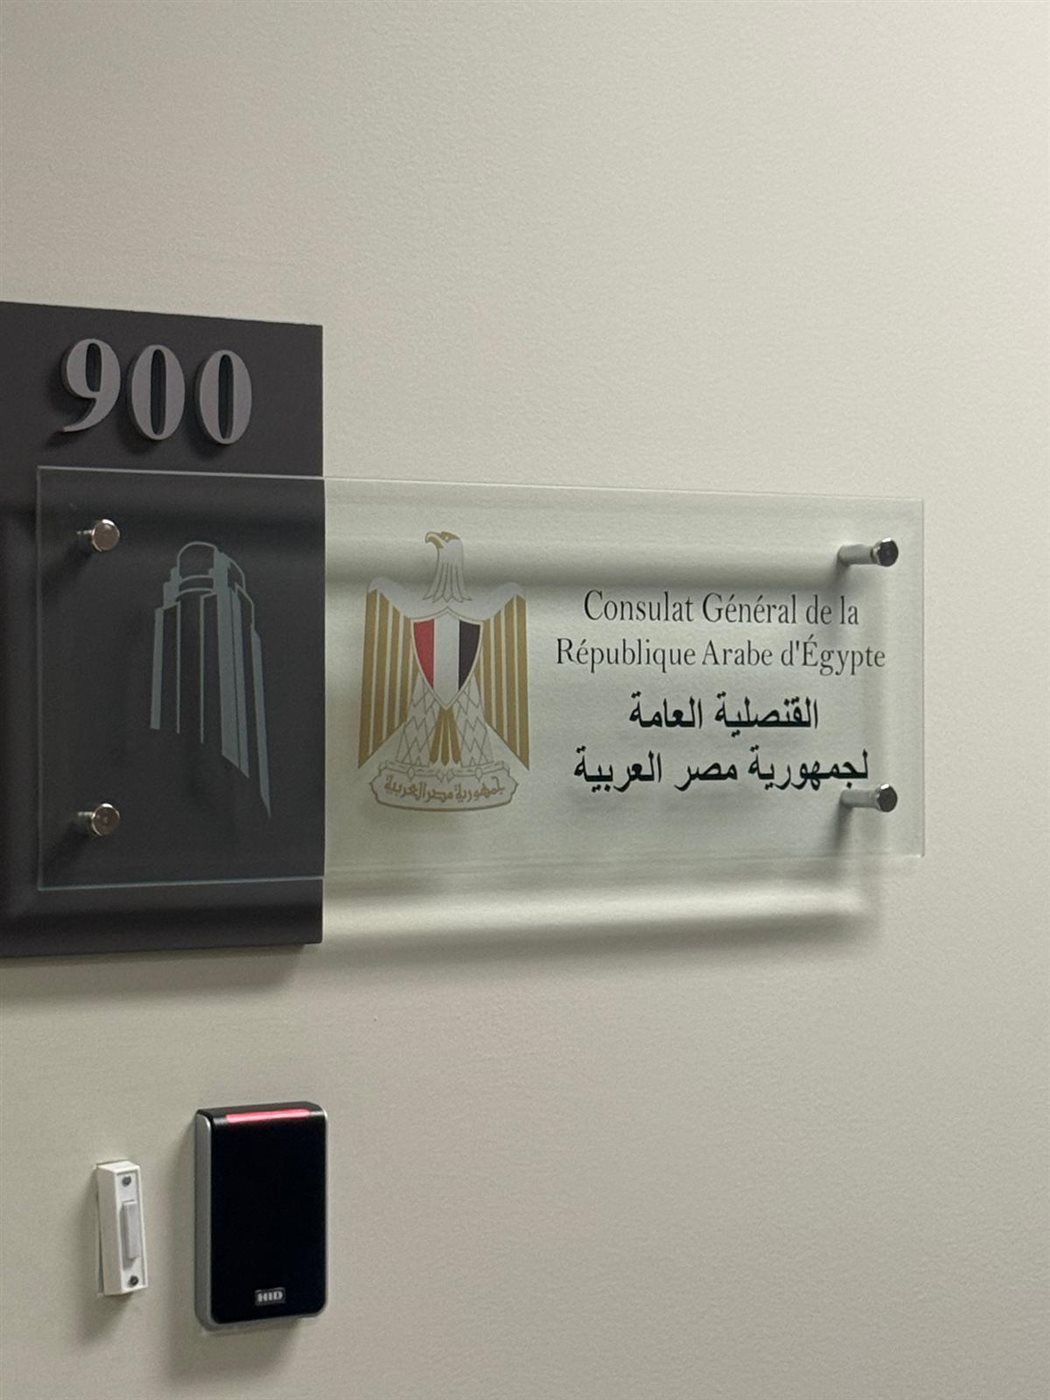 900
Consulat Général de la
République Arabe d'Égypte
القنصلية العامة
لجمهورية مصر العربية
جمهورية مصر العربية
HID